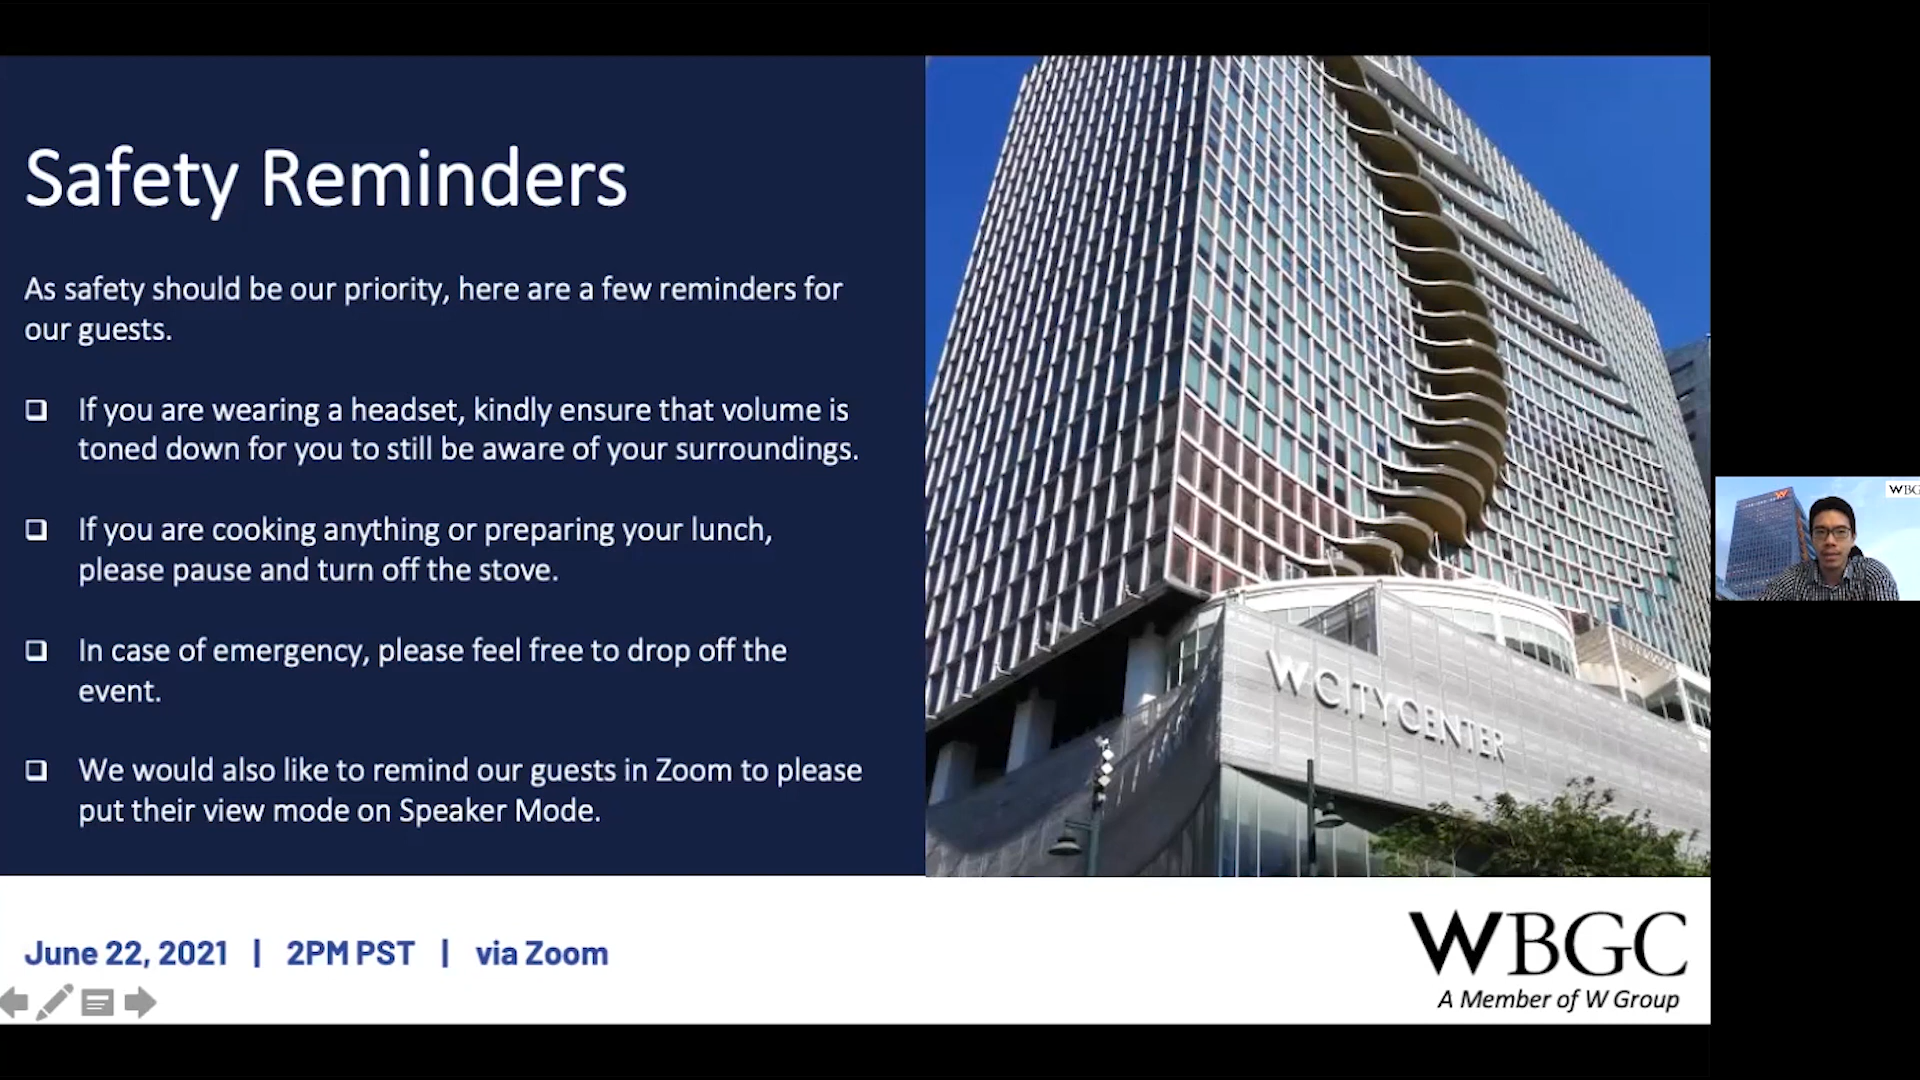 Safety Reminders
As safety should be our priority, here are a few reminders for
our guests.
If you are wearing a headset, kindly ensure that volume is
toned down for you to still be aware of your surroundings.
If you are cooking anything or preparing your lunch,
please pause and turn off the stove.
In case of emergency, please feel free to drop off the
event.
We would also like to remind our guests in Zoom to please
put their view mode on Speaker Mode.
W CITY CENTER
June 22, 2021 | 2PM PST | via Zoom
WBGC
A Member of W Group
W
WBG